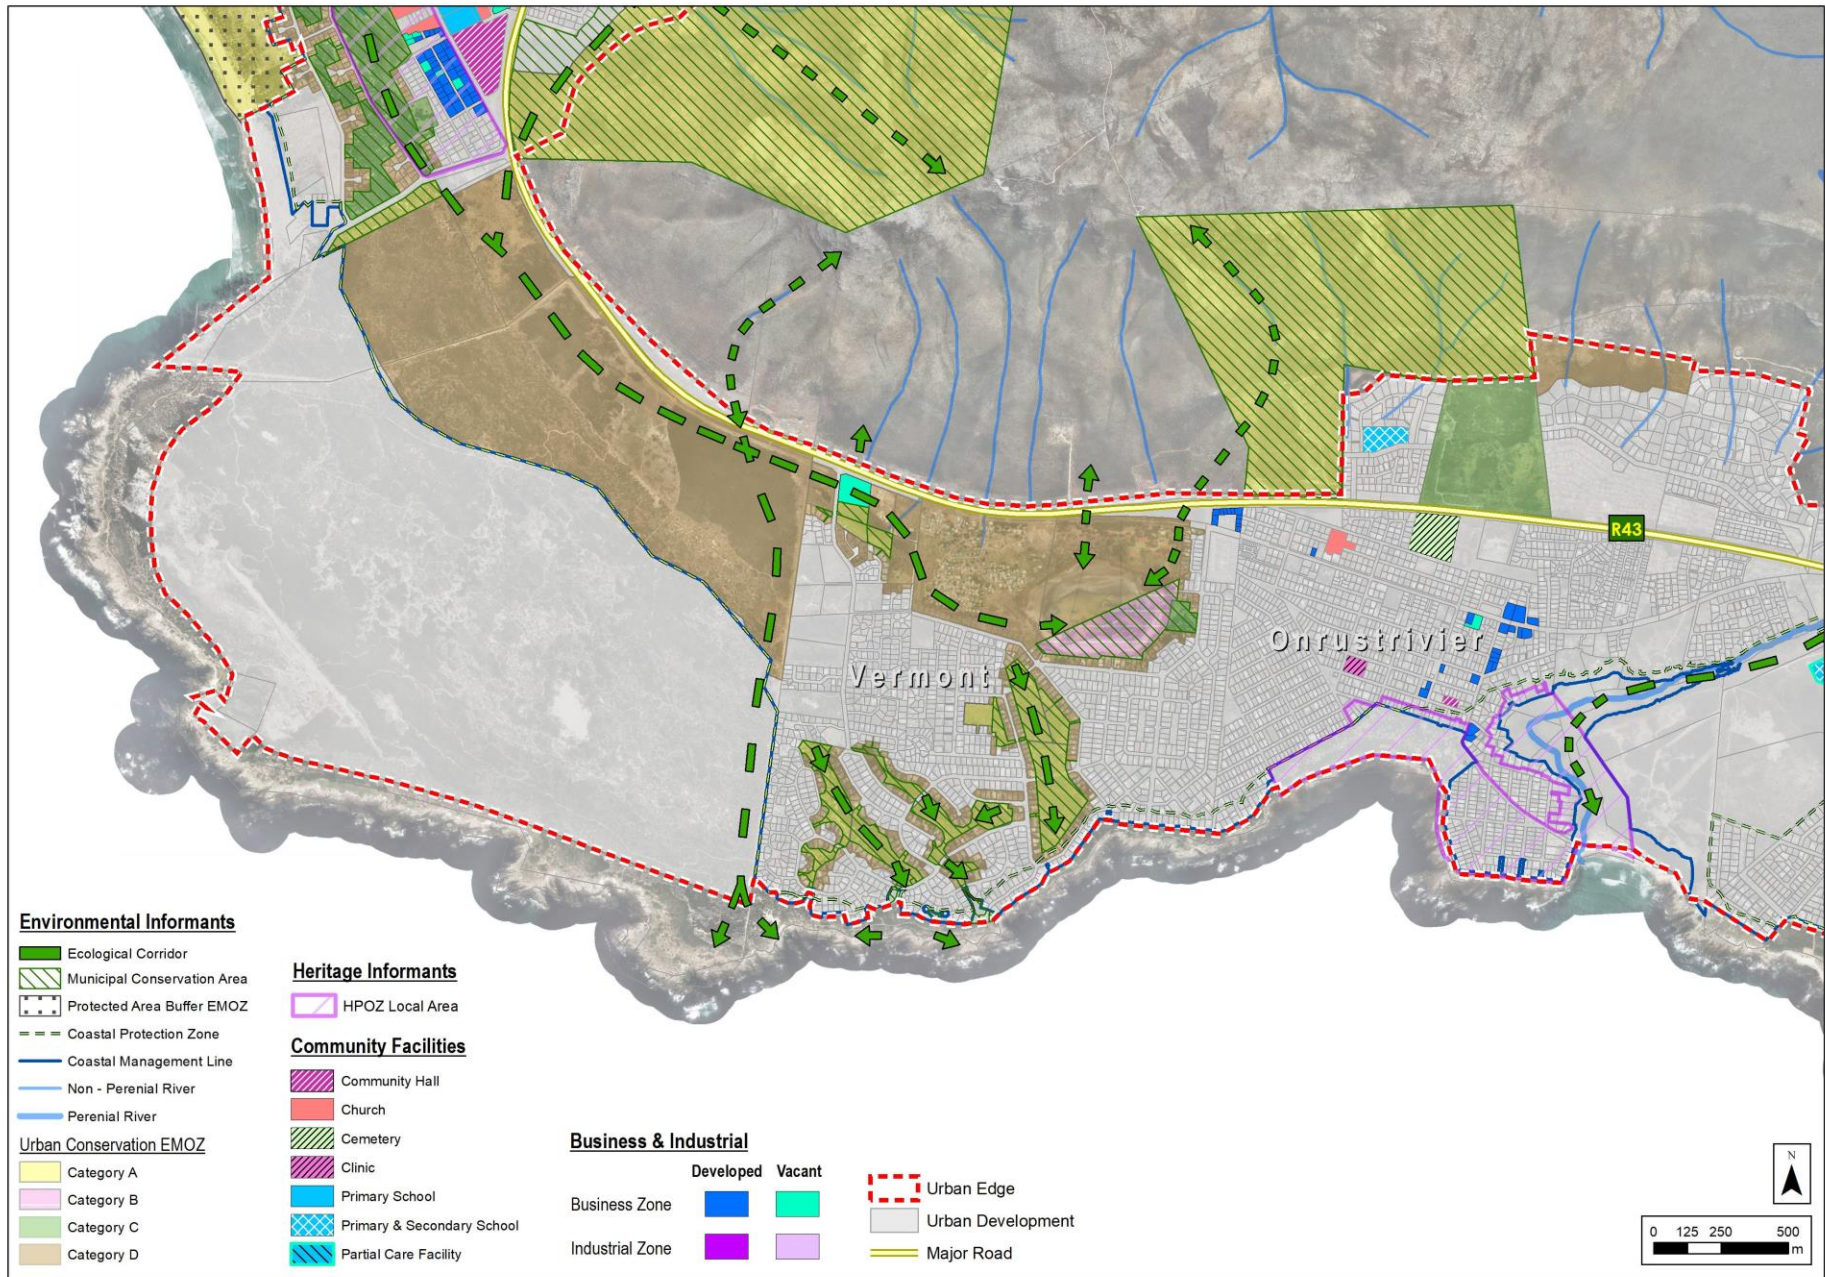 R43
Onrustrivier
Vermont
Environmental Informants
Ecological Corridor
Municipal Conservation Area
Protected Area Buffer EMOZ
Coastal Protection Zone
Coastal Management Line
Non - Perenial River
Perenial River
Urban Conservation EMOZ
Category A
Category B
Category C
Category D
Heritage Informants
HPOZ Local Area
Community Facilities
Community Hall
Church
Cemetery
Clinic
Primary School
Primary & Secondary School
Partial Care Facility
Business & Industrial
Developed Vacant
Business Zone
Industrial Zone
Urban Edge
Urban Development
Major Road
N
0 125 250 500
m